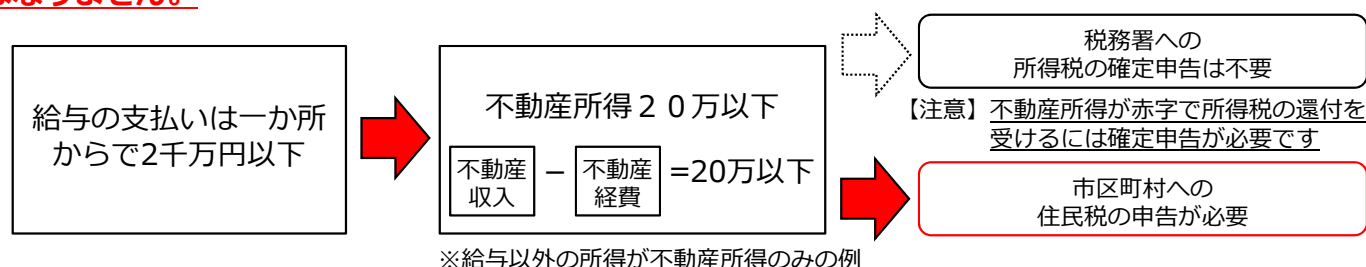 はなりません。
給与の支払いは一か所
からで2千万円以下
不動産所得２０万以下
不動産
収入
−
不動産
経費
=20万以下
※給与以外の所得が不動産所得のみの例
税務署への
所得税の確定申告は不要
【注意】不動産所得が赤字で所得税の還付を
受けるには確定申告が必要です
市区町村への
住民税の申告が必要